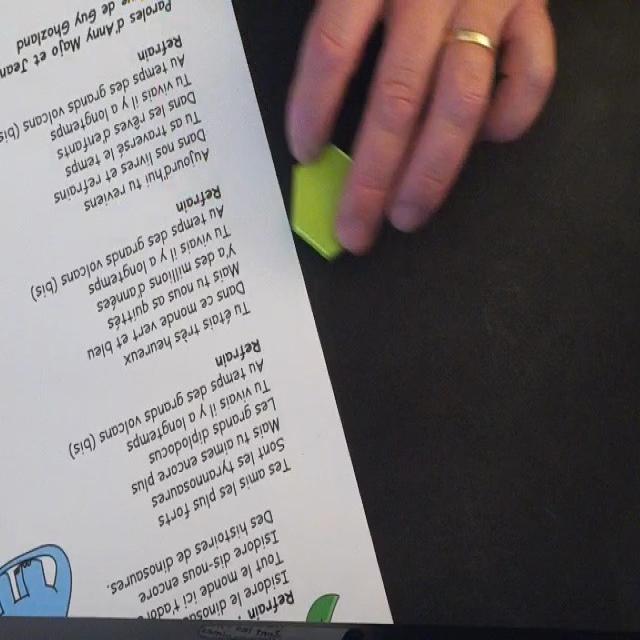 Refrain
Isidore le
Tout le monde ici
Isidore dis-nous encore
Des histoires de dinosaures.
Tes amis les plus forts
Sont les tyrannosaures
Mais tu aimes encore plus
Les grands diplodocus
Tu vivais il y a longtemps
Au temps des grands volcans (bis)
Refrain
Tu étais très heureux
Dans ce monde vert et bleu
Mais tu nous as quittés
Y'a des millions d'années
Tu vivais il y a longtemps
Au temps des grands volcans (bis)
Refrain
Aujourd'hui tu reviens
Dans nos livres et refrains
Tu as traversé le temps
Dans les rêves d'enfants
Tu vivais il y a longtemps
Au temps des grands volcans (bis)
Refrain
Paroles d'Anny Majo et Jean
de Guy Ghozland